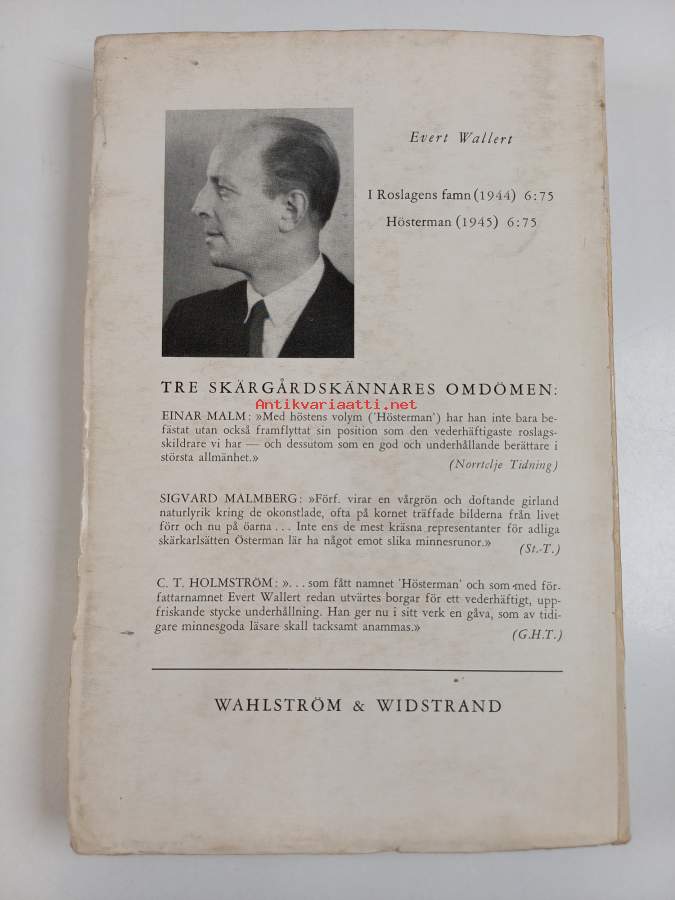 Evert Wallert
I Roslagens famn (1944) 6:75
Hösterman (1945) 6:75
TRE SKÄRGÅRDSKÄNNARES OMDÖMEN:
Antikvariaatti.net
EINAR MALM: »Med höstens volym ('Hösterman') har han inte bara be-
fästat utan också framflyttat sin position som den vederhäftigaste roslags-
skildrare vi har — och dessutom som en god och underhållande berättare i
största allmänhet.»
(Norrtelje Tidning)
SIGVARD MALMBERG: »Förf. virar en vårgrön och doftande girland
naturlyrik kring de okonstlade, ofta på kornet träffade bilderna från livet
förr och nu på öarna . . . Inte ens de mest kräsna representanter för adliga
skärkarlsätten Österman lär ha något emot slika minnesrunor.»
(St.-T.)
C. T. HOLMSTRÖM: ». . . som fått namnet 'Hösterman' och som med för-
fattarnamnet Evert Wallert redan utvärtes borgar för ett vederhäftigt, upp-
friskande stycke underhållning. Han ger nu i sitt verk en gåva, som av tidi-
gare minnesgoda läsare skall tacksamt anammas.»
(G.H.T.)
WAHLSTRÖM & WIDSTRAND